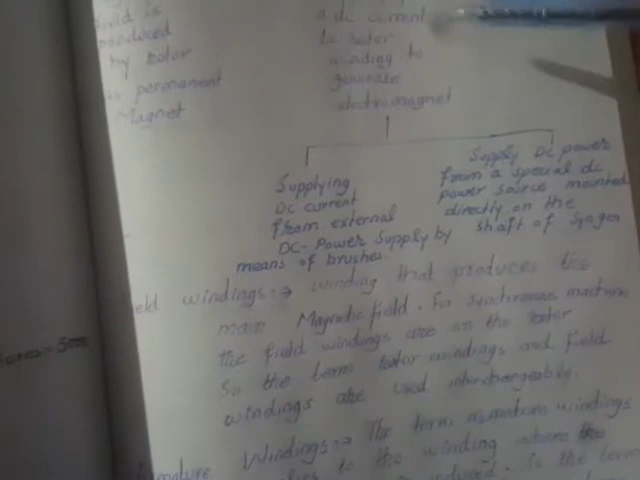 field is
produced
by rotor
permanent
Magnet
a dc current
to rotor
winding to
generate
electromagnet
Supplying
DC current
from external
DC-Power Supply by
means of brushes
Supply DC power
from a special dc
power source mounted
directly on the
shaft of Syn gen
windings:→ winding that produces the
main Magnetic field. For Synchronous machine
the field windings are on the rotor
So the term rotor windings and field
windings are used interchangeable.
Windings:→ The term armature windings
to the winding where the
induced. In the term